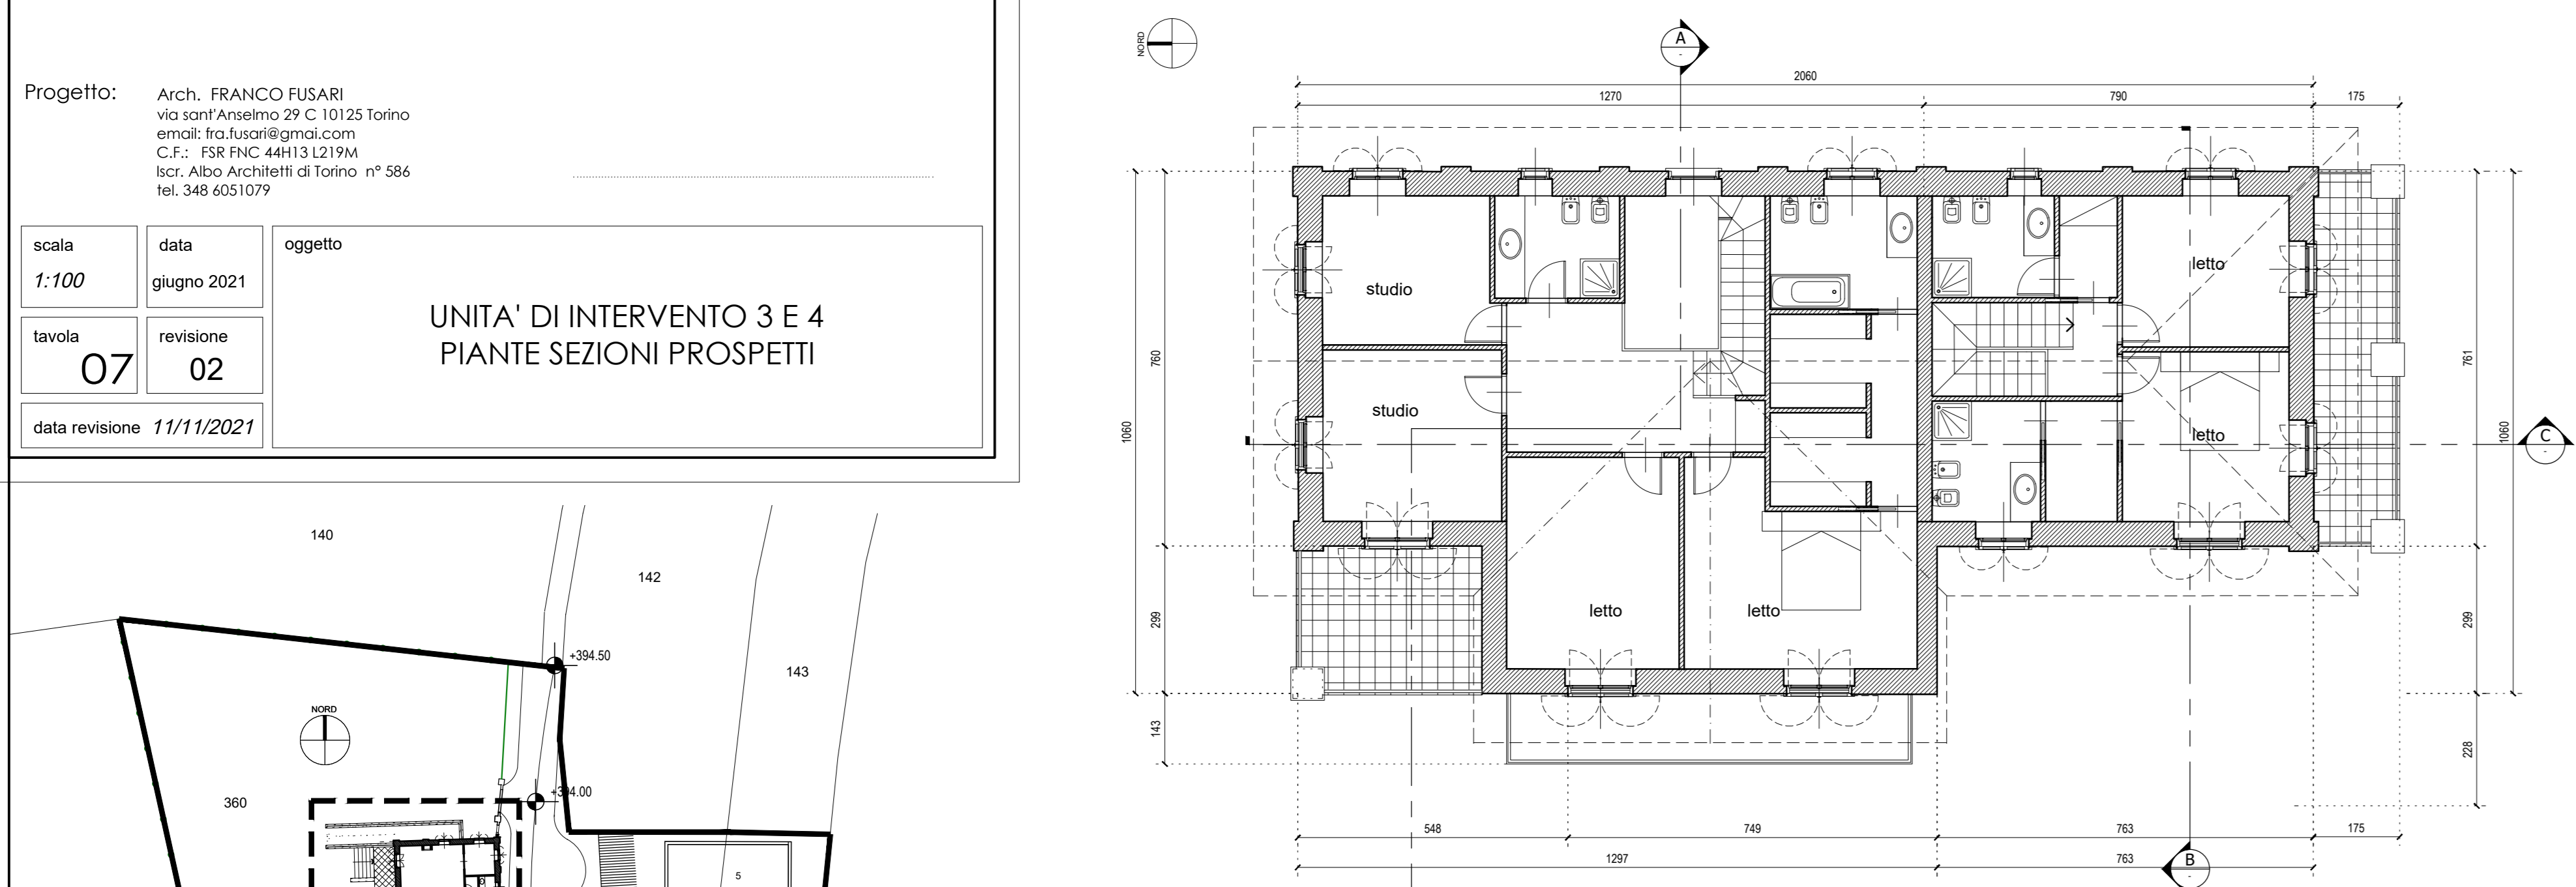 Progetto:
Arch. FRANCO FUSARI
via sant'Anselmo 29 C 10125 Torino
email: fra.fusari@gmai.com
C.F.: FSR FNC 44H13 L219M
Iscr. Albo Architetti di Torino n° 586
tel. 348 6051079
scala
1:100
data
giugno 2021
oggetto
UNITA' DI INTERVENTO 3 E 4
PIANTE SEZIONI PROSPETTI
tavola
07
revisione
02
data revisione 11/11/2021
140
142
143
+394.50
NORD
360
+394.00
5
NORD
A
-
2060
1270
790
175
studio
letto
studio
letto
letto
letto
1060
760
299
143
761
1060
299
228
C
-
548
749
763
175
1297
763
B
-